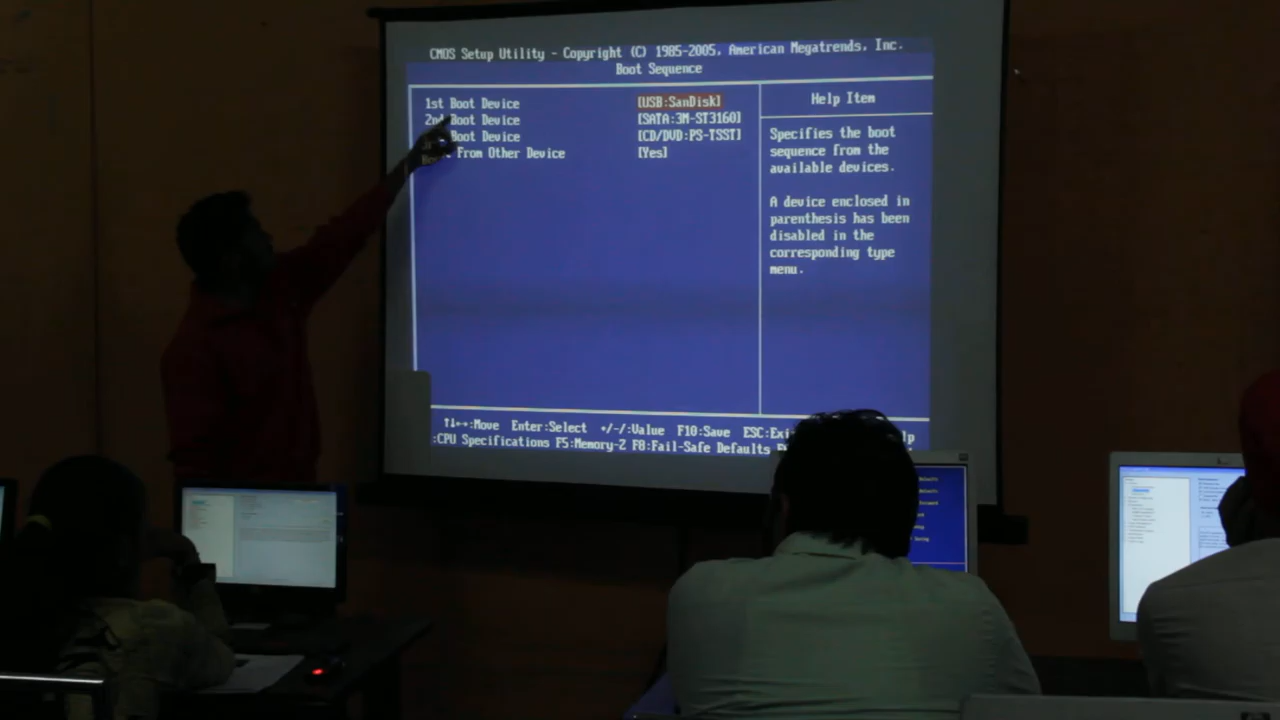 CMOS Setup Utility - Copyright (C) 1985-2005, American Megatrends, Inc.
Boot Sequence
1st Boot Device [USB:SanDisk]
2nd Boot Device [SATA:3M-ST3160]
Boot Device [CD/DVD:PS-TSST]
From Other Device [Yes]
Help Item
Specifies the boot
sequence from the
available devices.
A device enclosed in
parenthesis has been
disabled in the
corresponding type
menu.
↑↓←→:Move Enter:Select +/-/:Value F10:Save ESC:Exi
:CPU Specifications F5:Memory-Z F8:Fail-Safe Defaults